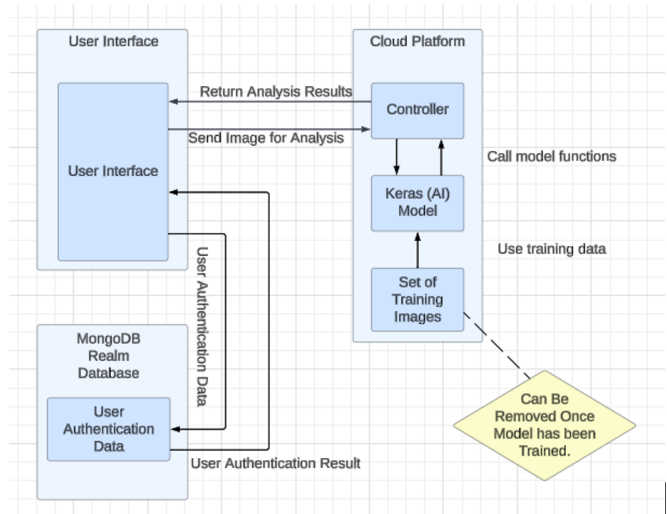 User Interface
Cloud Platform
Return Analysis Results
Controller
Send Image for Analysis
Call model functions
User Interface
Keras (AI)
Model
Use training data
User Authentication Data
Set of
Training
Images
MongoDB
Realm
Database
User
Authentication
Data
User Authentication Result
Can Be
Removed Once
Model has been
Trained.